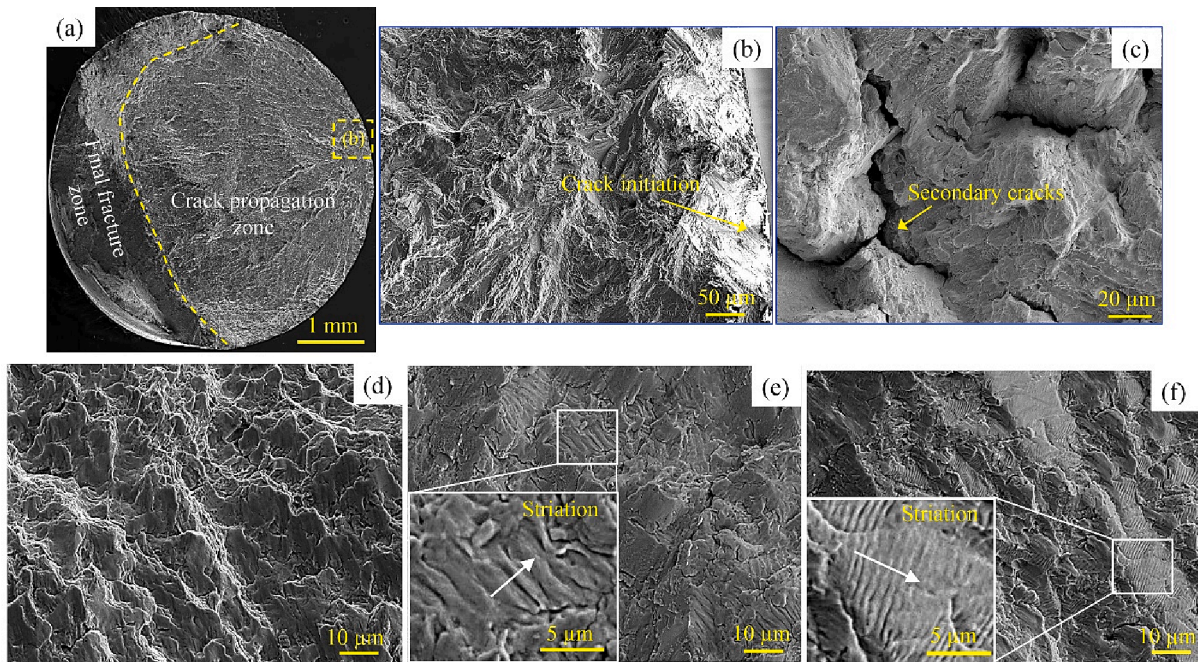 (a)
(b)
Final fracture
zone
Crack propagation
zone
1 mm
(b)
Crack initiation
50 μm
(c)
Secondary cracks
20 μm
(d)
10 μm
(e)
Striation
5 μm
10 μm
(f)
Striation
5 μm
10 μm